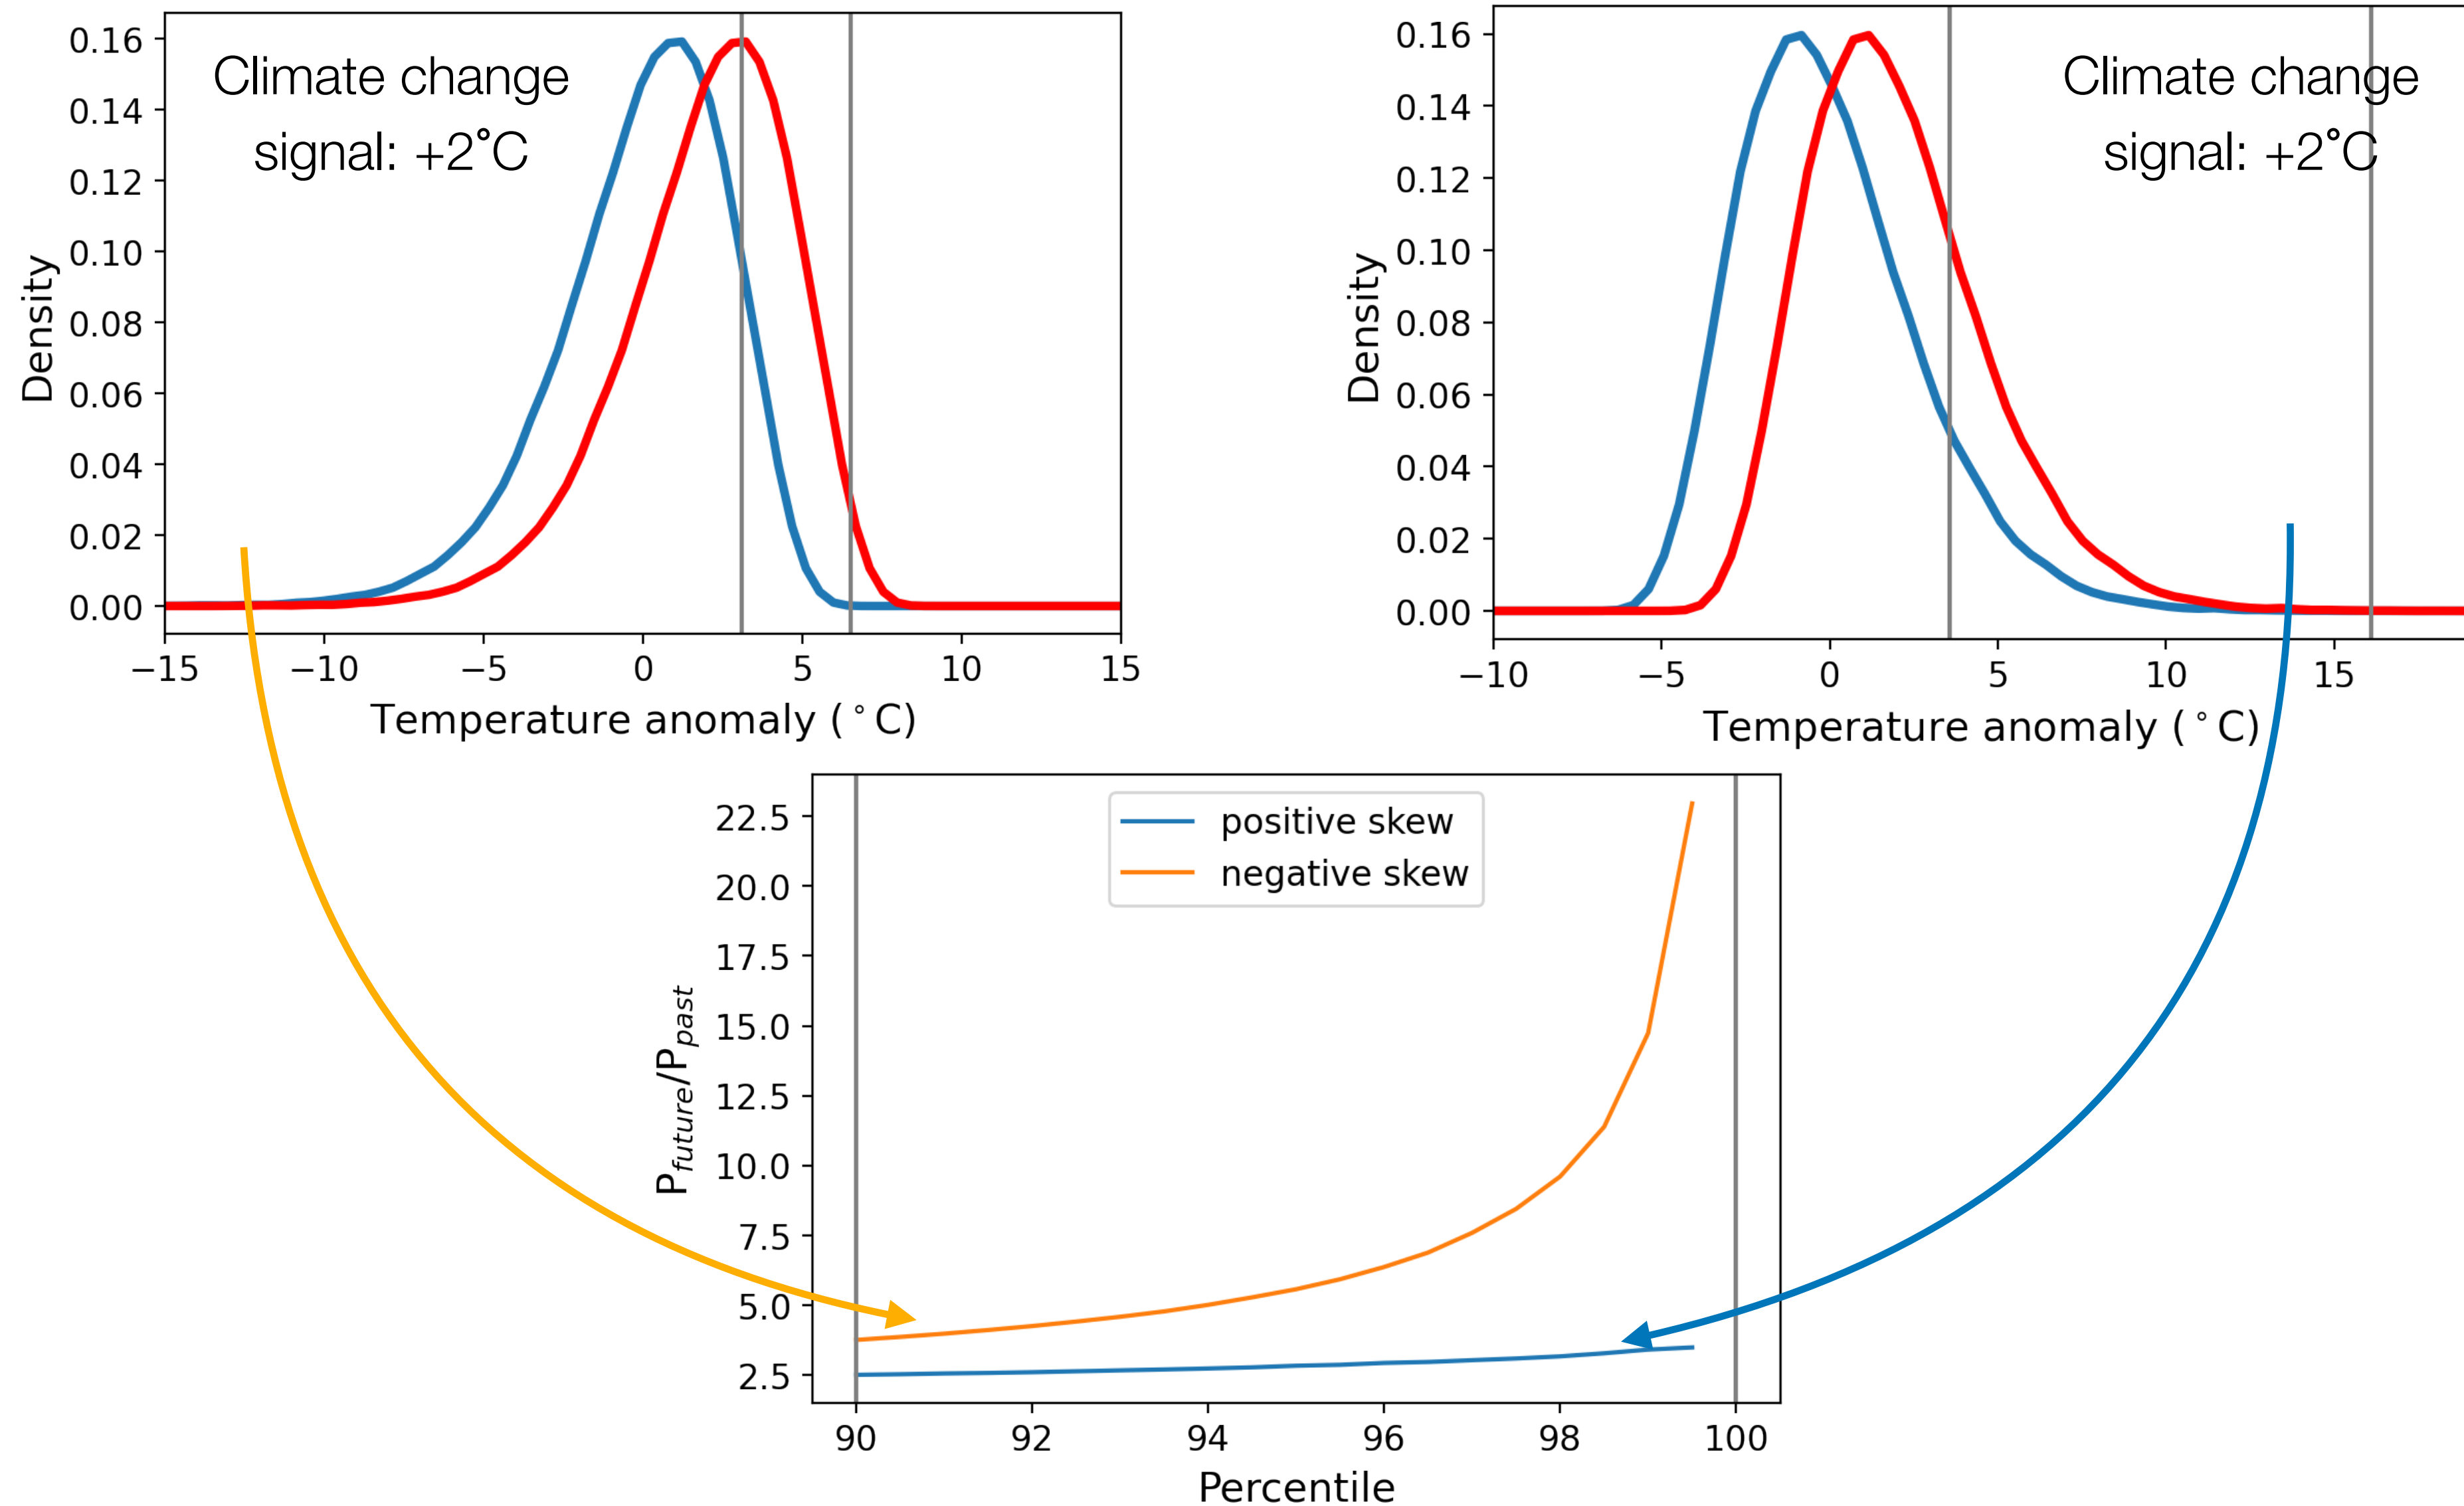 Climate change
signal: +2°C
Density
0.16
0.14
0.12
0.10
0.08
0.06
0.04
0.02
0.00
−15 −10 −5 0 5 10 15
Temperature anomaly (°C)
Climate change
signal: +2°C
Density
0.16
0.14
0.12
0.10
0.08
0.06
0.04
0.02
0.00
−10 −5 0 5 10 15
Temperature anomaly (°C)
positive skew
negative skew
P_future/P_past
22.5
20.0
17.5
15.0
12.5
10.0
7.5
5.0
2.5
90 92 94 96 98 100
Percentile